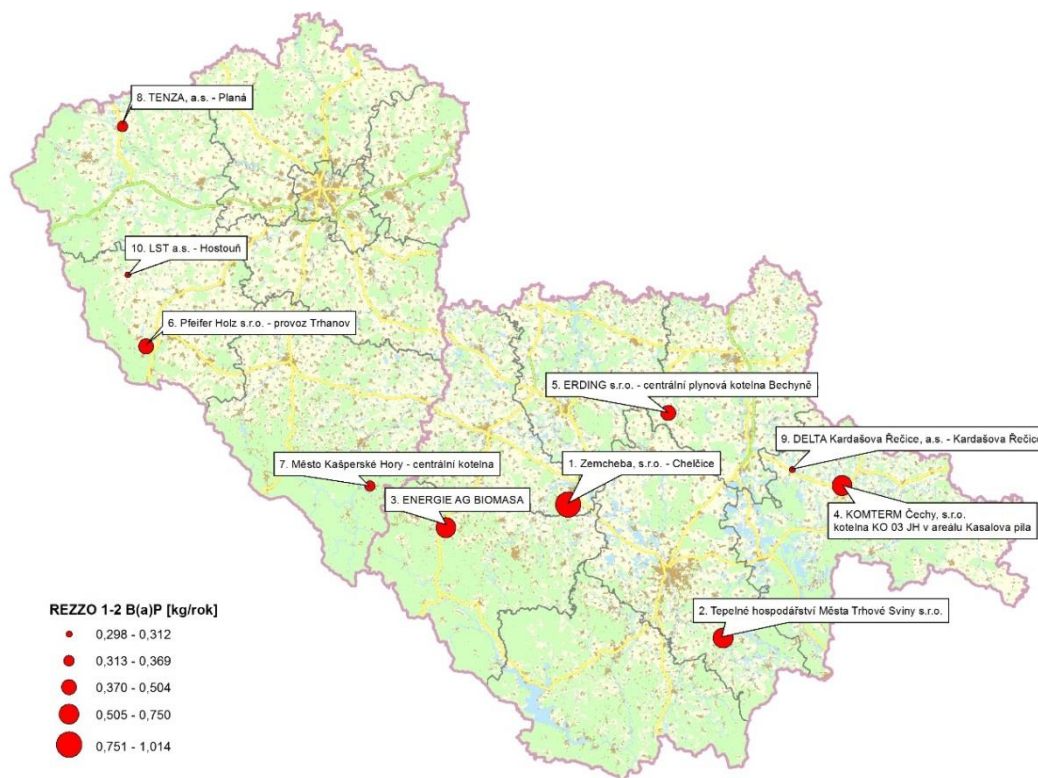 8. TENZA, a.s. - Planá
10. LST a.s. - Hostouň
6. Pfeifer Holz s.r.o. - provoz Trhanov
5. ERDING s.r.o. - centrální plynová kotelna Bechyně
9. DELTA Kardašova Řečice, a.s. - Kardašova Řečice
7. Město Kašperské Hory - centrální kotelna
1. Zemcheba, s.r.o. - Chelčice
3. ENERGIE AG BIOMASA
4. KOMTERM Čechy, s.r.o.
kotelna KO 03 JH v areálu Kasalova pila
2. Tepelné hospodářství Města Trhové Sviny s.r.o.
REZZO 1-2 B(a)P [kg/rok]
0,298 - 0,312
0,313 - 0,369
0,370 - 0,504
0,505 - 0,750
0,751 - 1,014